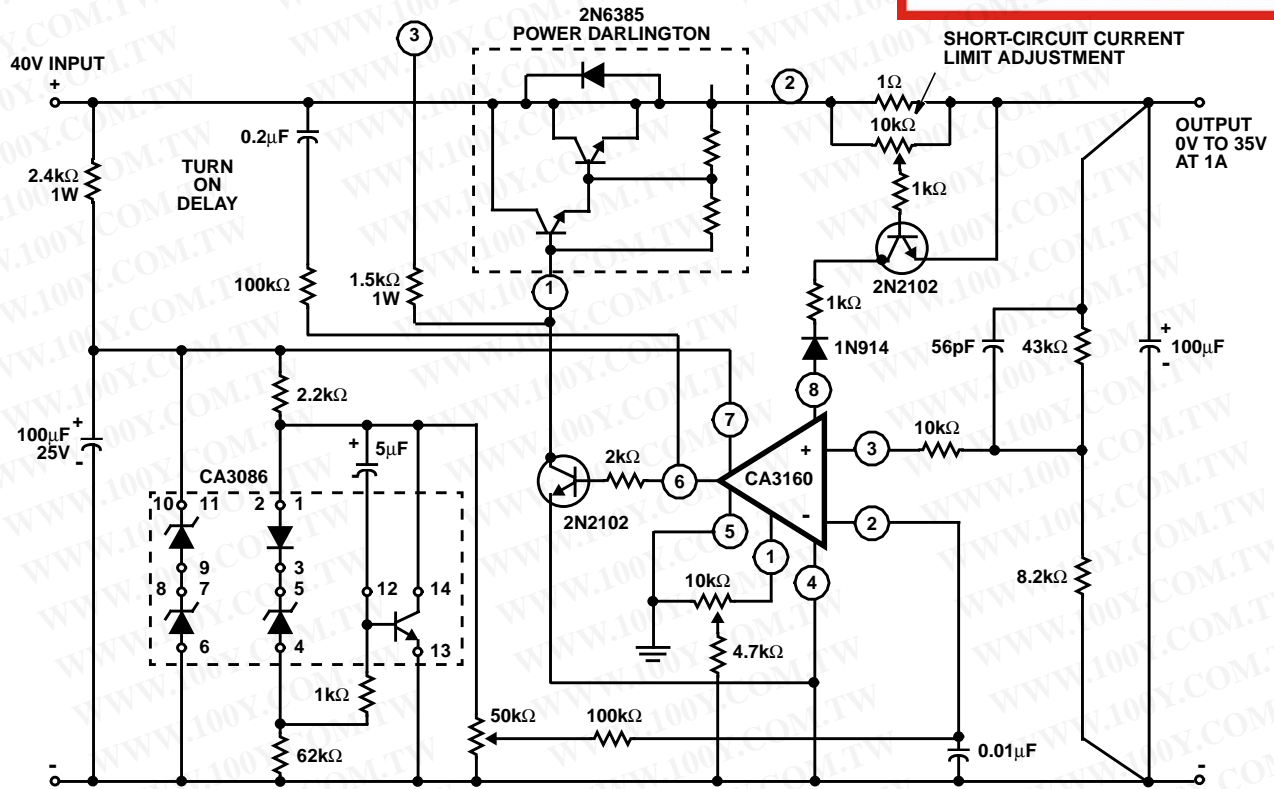 2N6385
POWER DARLINGTON
3
SHORT-CIRCUIT CURRENT
LIMIT ADJUSTMENT
40V INPUT
+
2
1Ω
10kΩ
OUTPUT
0V TO 35V
AT 1A
0.2μF
TURN
ON
DELAY
2.4kΩ
1W
1kΩ
2N2102
100kΩ
1.5kΩ
1W
1
1kΩ
1N914
56pF
43kΩ
+
100μF
-
8
2.2kΩ
7
10kΩ
100μF
25V
+
-
+
5μF
CA3086
2kΩ
6
CA3160
+
-
3
2
2N2102
5
1
4
10 11
2 1
9
8 7
3
5
12
14
6
4
13
10kΩ
4.7kΩ
8.2kΩ
1kΩ
50kΩ
100kΩ
62kΩ
0.01μF
-
-
WWW.100Y.COM.TW